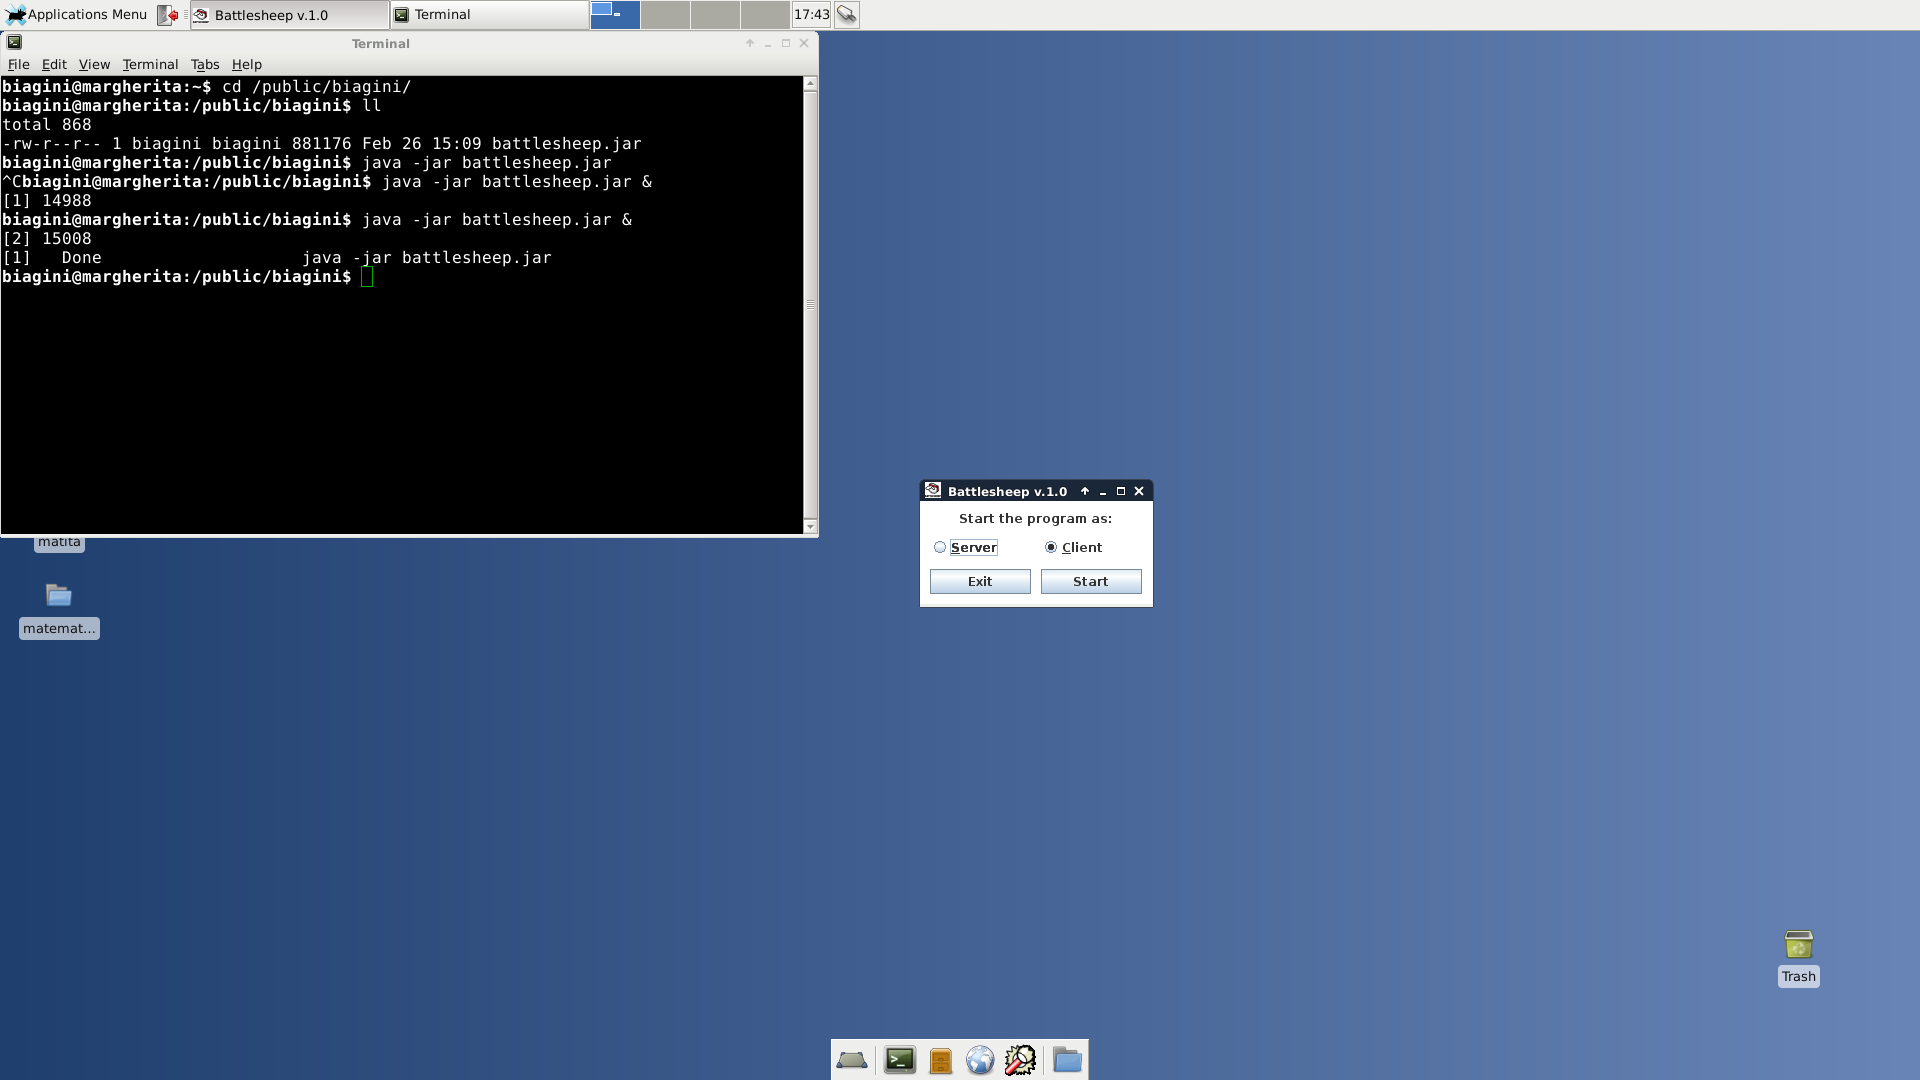 Applications Menu
Battlesheep v.1.0
Terminal
17:43
Terminal
File Edit View Terminal Tabs Help
biagini@margherita:~$ cd /public/biagini/
biagini@margherita:/public/biagini$ ll
total 868
-rw-r--r-- 1 biagini biagini 881176 Feb 26 15:09 battlesheep.jar
biagini@margherita:/public/biagini$ java -jar battlesheep.jar
^Cbiagini@margherita:/public/biagini$ java -jar battlesheep.jar &
[1] 14988
biagini@margherita:/public/biagini$ java -jar battlesheep.jar &
[2] 15008
[1]   Done                    java -jar battlesheep.jar
biagini@margherita:/public/biagini$
matita
matemat...
Battlesheep v.1.0
Start the program as:
Server Client
Exit Start
Trash